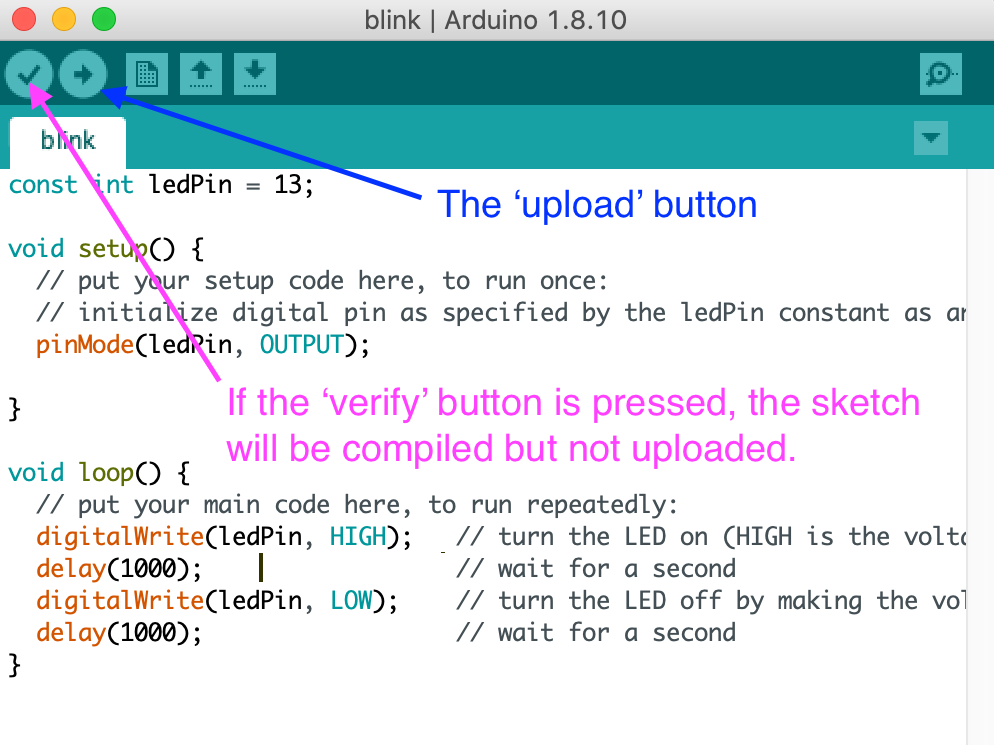 blink | Arduino 1.8.10
blink
const int ledPin = 13;
The ‘upload’ button
void setup() {
// put your setup code here, to run once:
// initialize digital pin as specified by the ledPin constant as
pinMode(ledPin, OUTPUT);
}
If the ‘verify’ button is pressed, the sketch
will be compiled but not uploaded.
void loop() {
// put your main code here, to run repeatedly:
digitalWrite(ledPin, HIGH); // turn the LED on (HIGH is the
delay(1000); // wait for a second
digitalWrite(ledPin, LOW); // turn the LED off by making the
delay(1000); // wait for a second
}